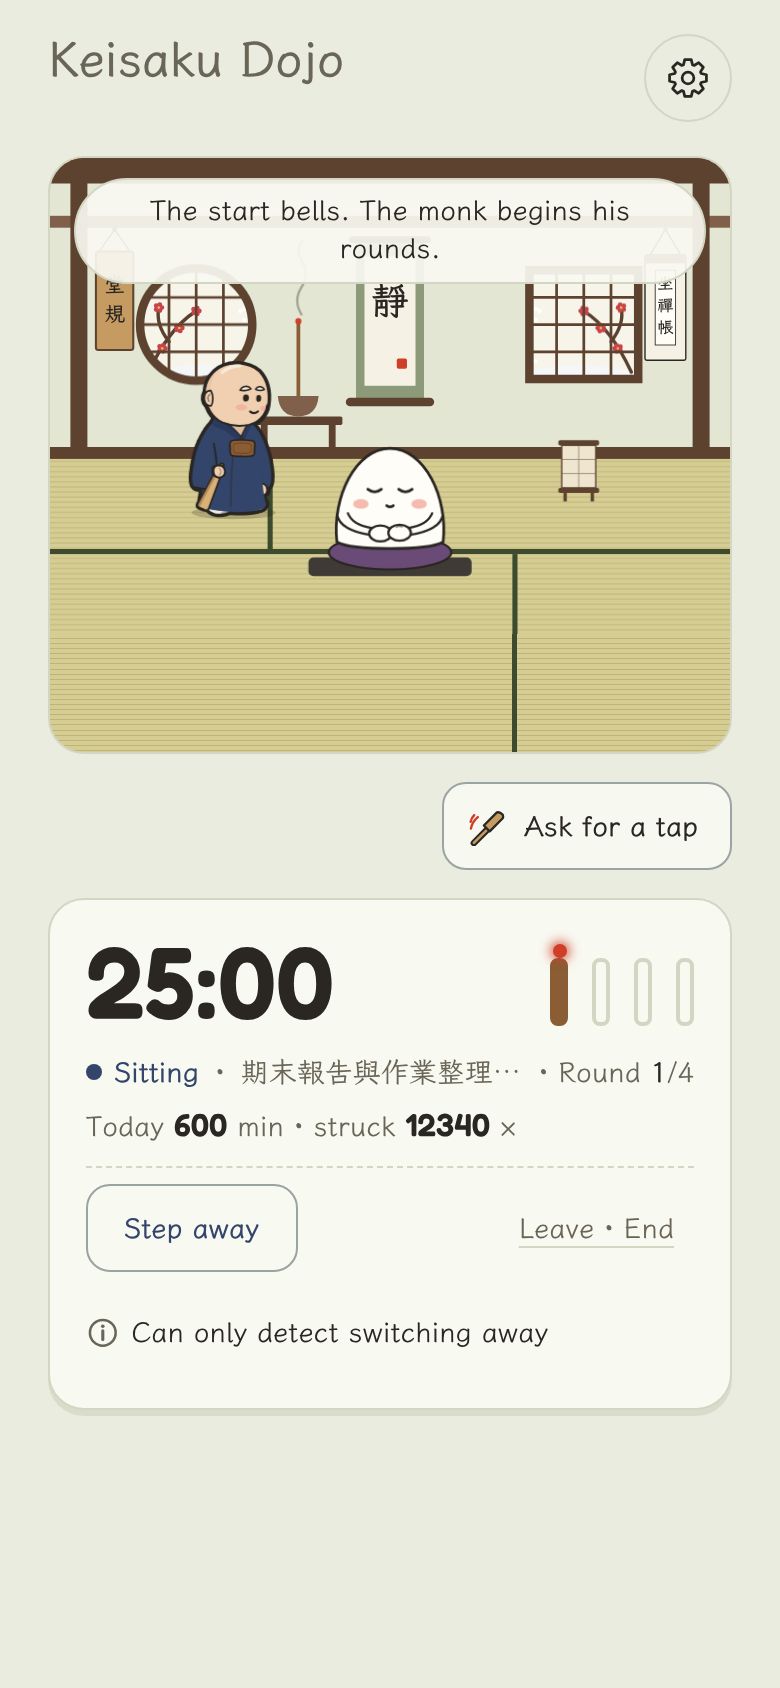 Keisaku Dojo
The start bells. The monk begins his
rounds.
堂規
靜
坐禪帳
Ask for a tap
25:00
Sitting • 期末報告與作業整理… • Round 1/4
Today 600 min • struck 12340 ×
Step away
Leave • End
Can only detect switching away